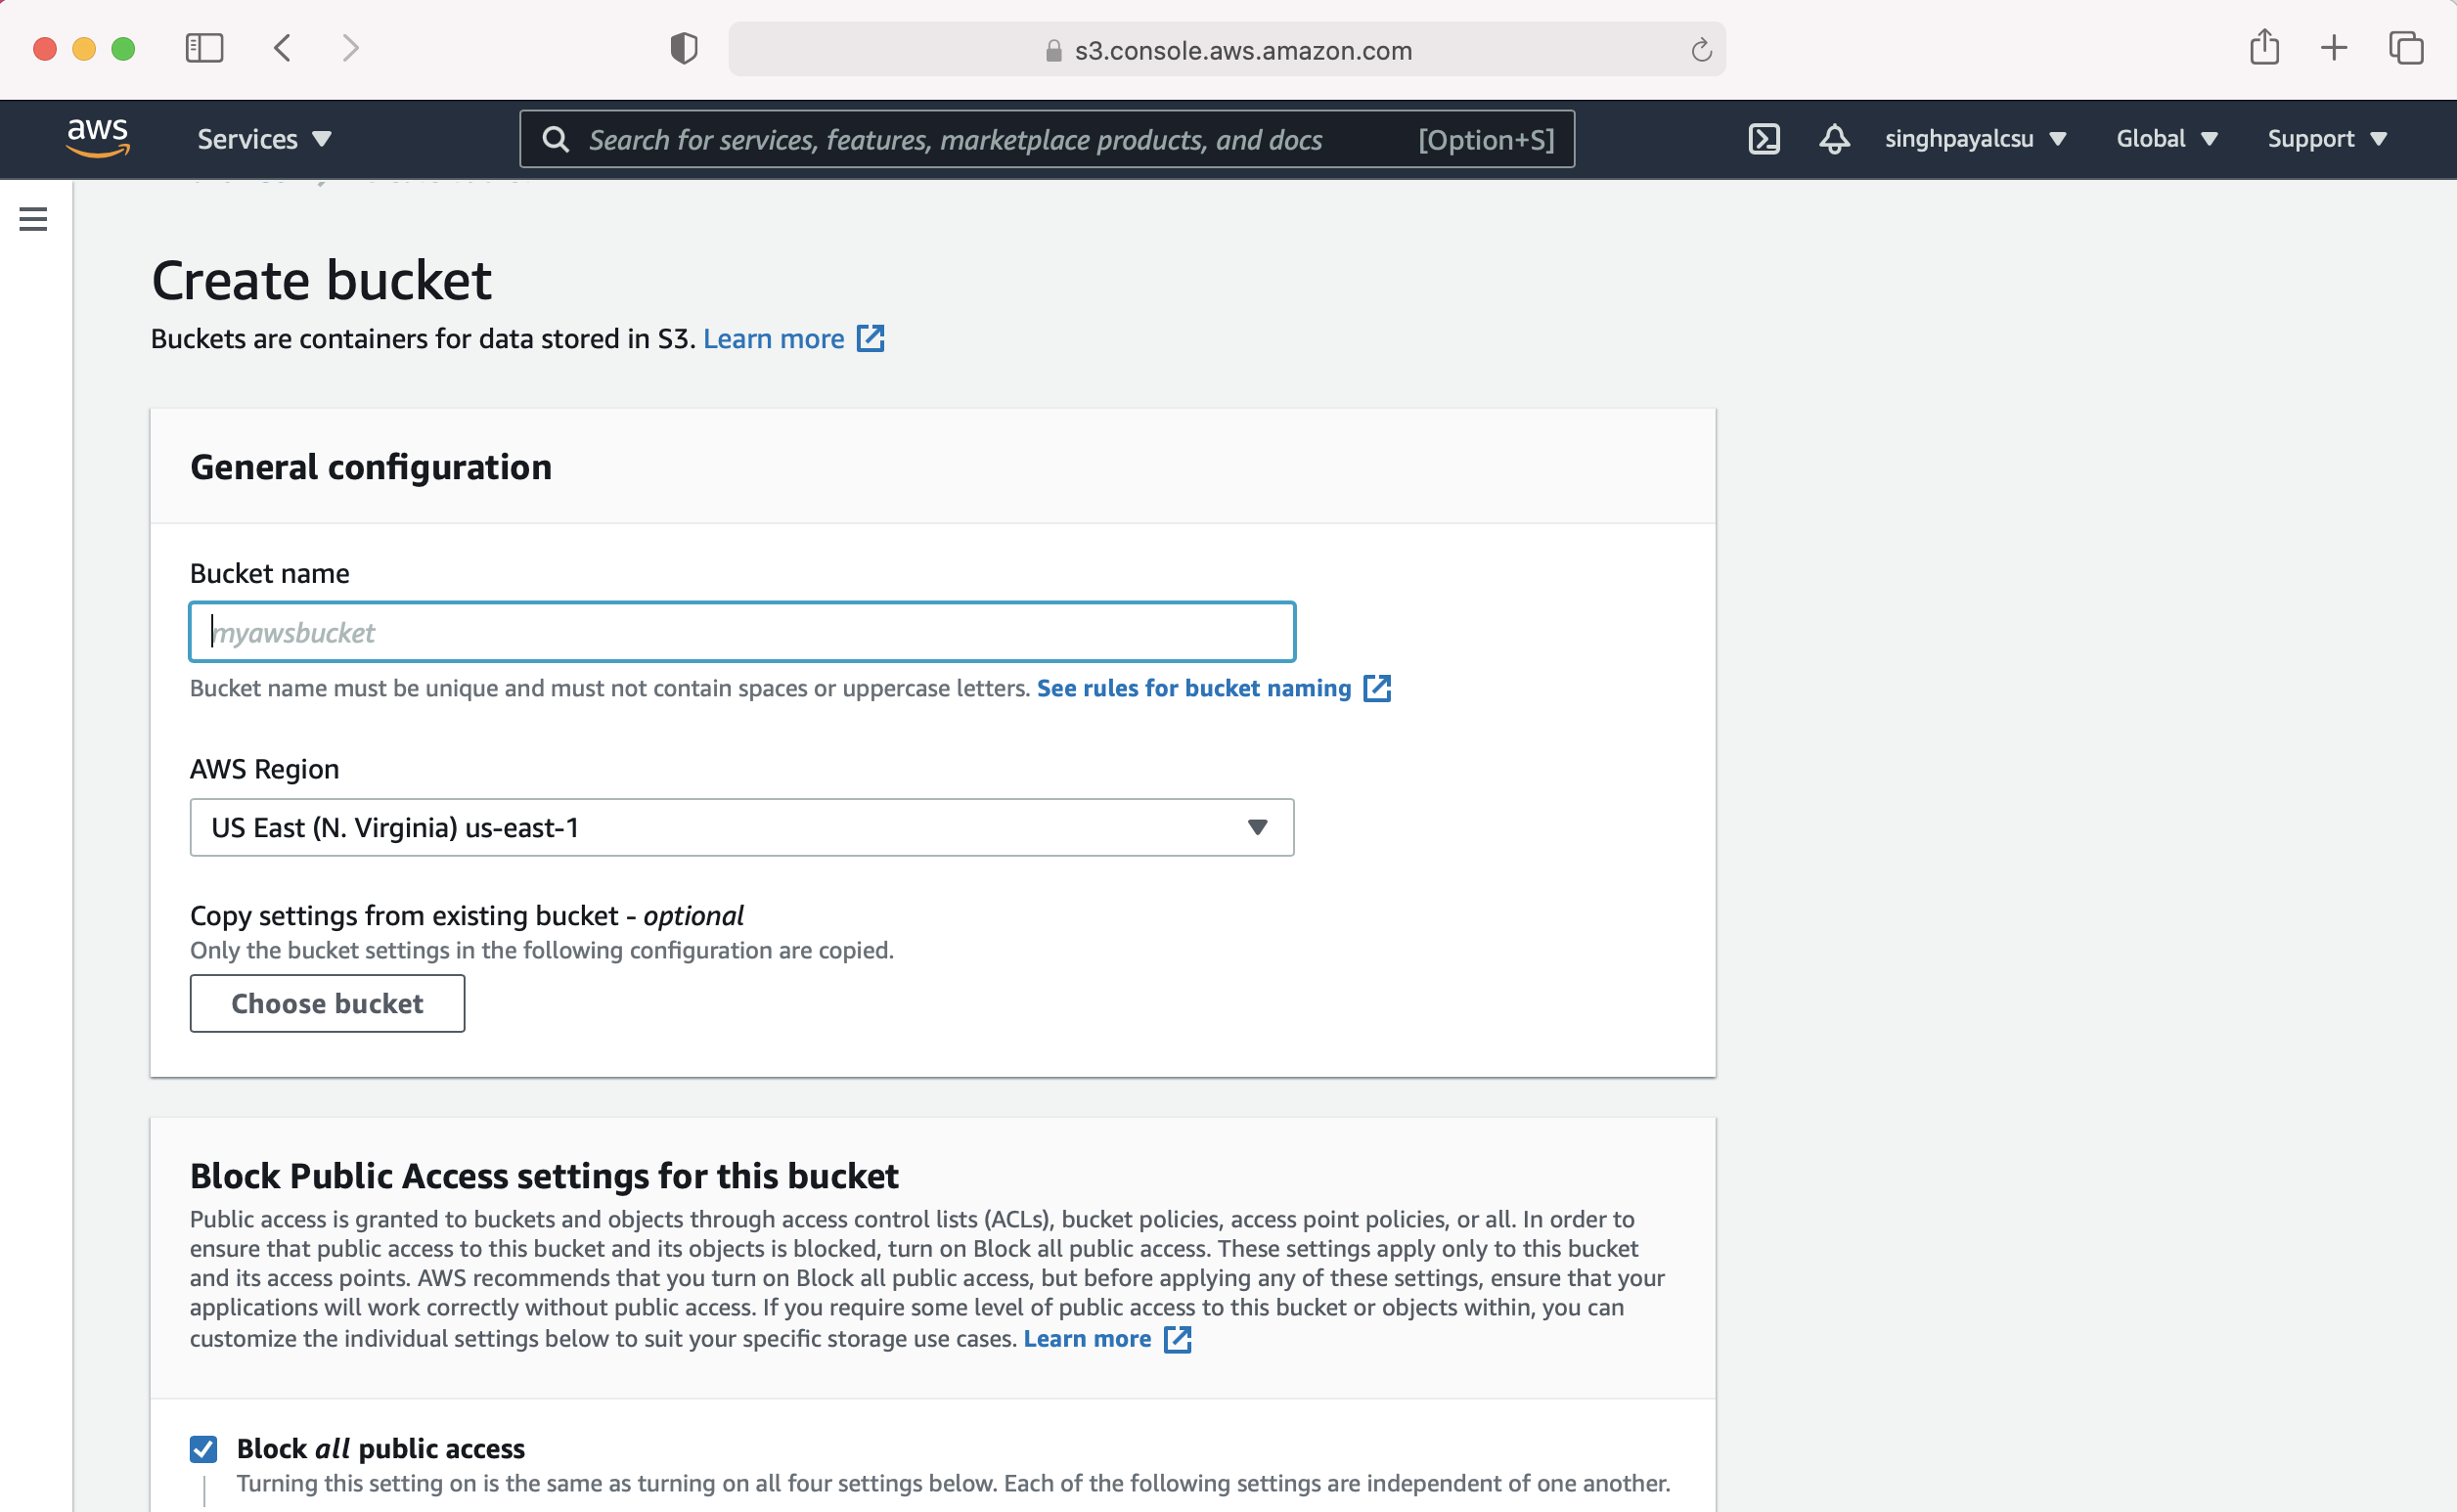 s3.console.aws.amazon.com
aws
Services
Search for services, features, marketplace products, and docs
[Option+S]
singhpayalcsu
Global
Support
Create bucket
Buckets are containers for data stored in S3. Learn more
General configuration
Bucket name
myawsbucket
Bucket name must be unique and must not contain spaces or uppercase letters. See rules for bucket naming
AWS Region
US East (N. Virginia) us-east-1
Copy settings from existing bucket - optional
Only the bucket settings in the following configuration are copied.
Choose bucket
Block Public Access settings for this bucket
Public access is granted to buckets and objects through access control lists (ACLs), bucket policies, access point policies, or all. In order to
ensure that public access to this bucket and its objects is blocked, turn on Block all public access. These settings apply only to this bucket
and its access points. AWS recommends that you turn on Block all public access, but before applying any of these settings, ensure that your
applications will work correctly without public access. If you require some level of public access to this bucket or objects within, you can
customize the individual settings below to suit your specific storage use cases. Learn more
Block all public access
Turning this setting on is the same as turning on all four settings below. Each of the following settings are independent of one another.